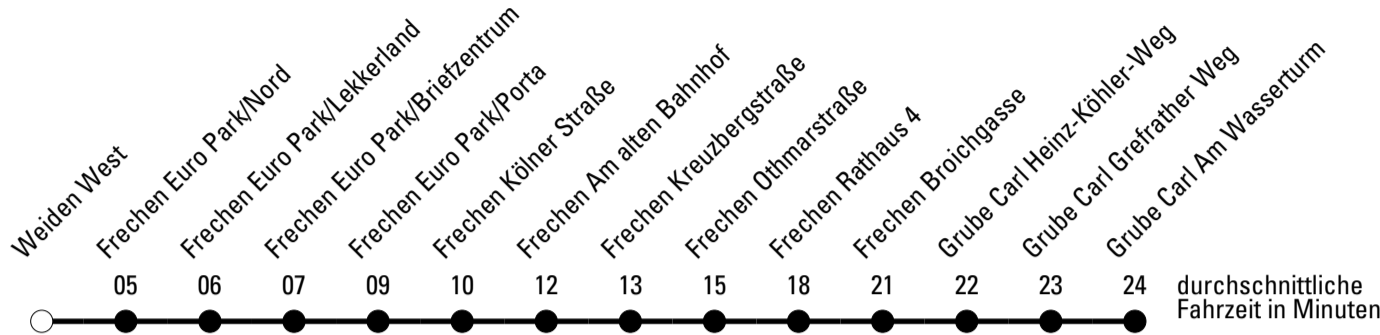 Weiden West
Frechen Euro Park/Nord
Frechen Euro Park/Lekkerland
Frechen Euro Park/Briefzentrum
Frechen Euro Park/Porta
Frechen Kölner Straße
Frechen Am alten Bahnhof
Frechen Kreuzbergstraße
Frechen Othmarstraße
Frechen Rathaus 4
Frechen Broichgasse
Grube Carl Heinz-Köhler-Weg
Grube Carl Grefrather Weg
Grube Carl Am Wasserturm
05 06 07 09 10 12 13 15 18 21 22 23 24 durchschnittliche
Fahrzeit in Minuten